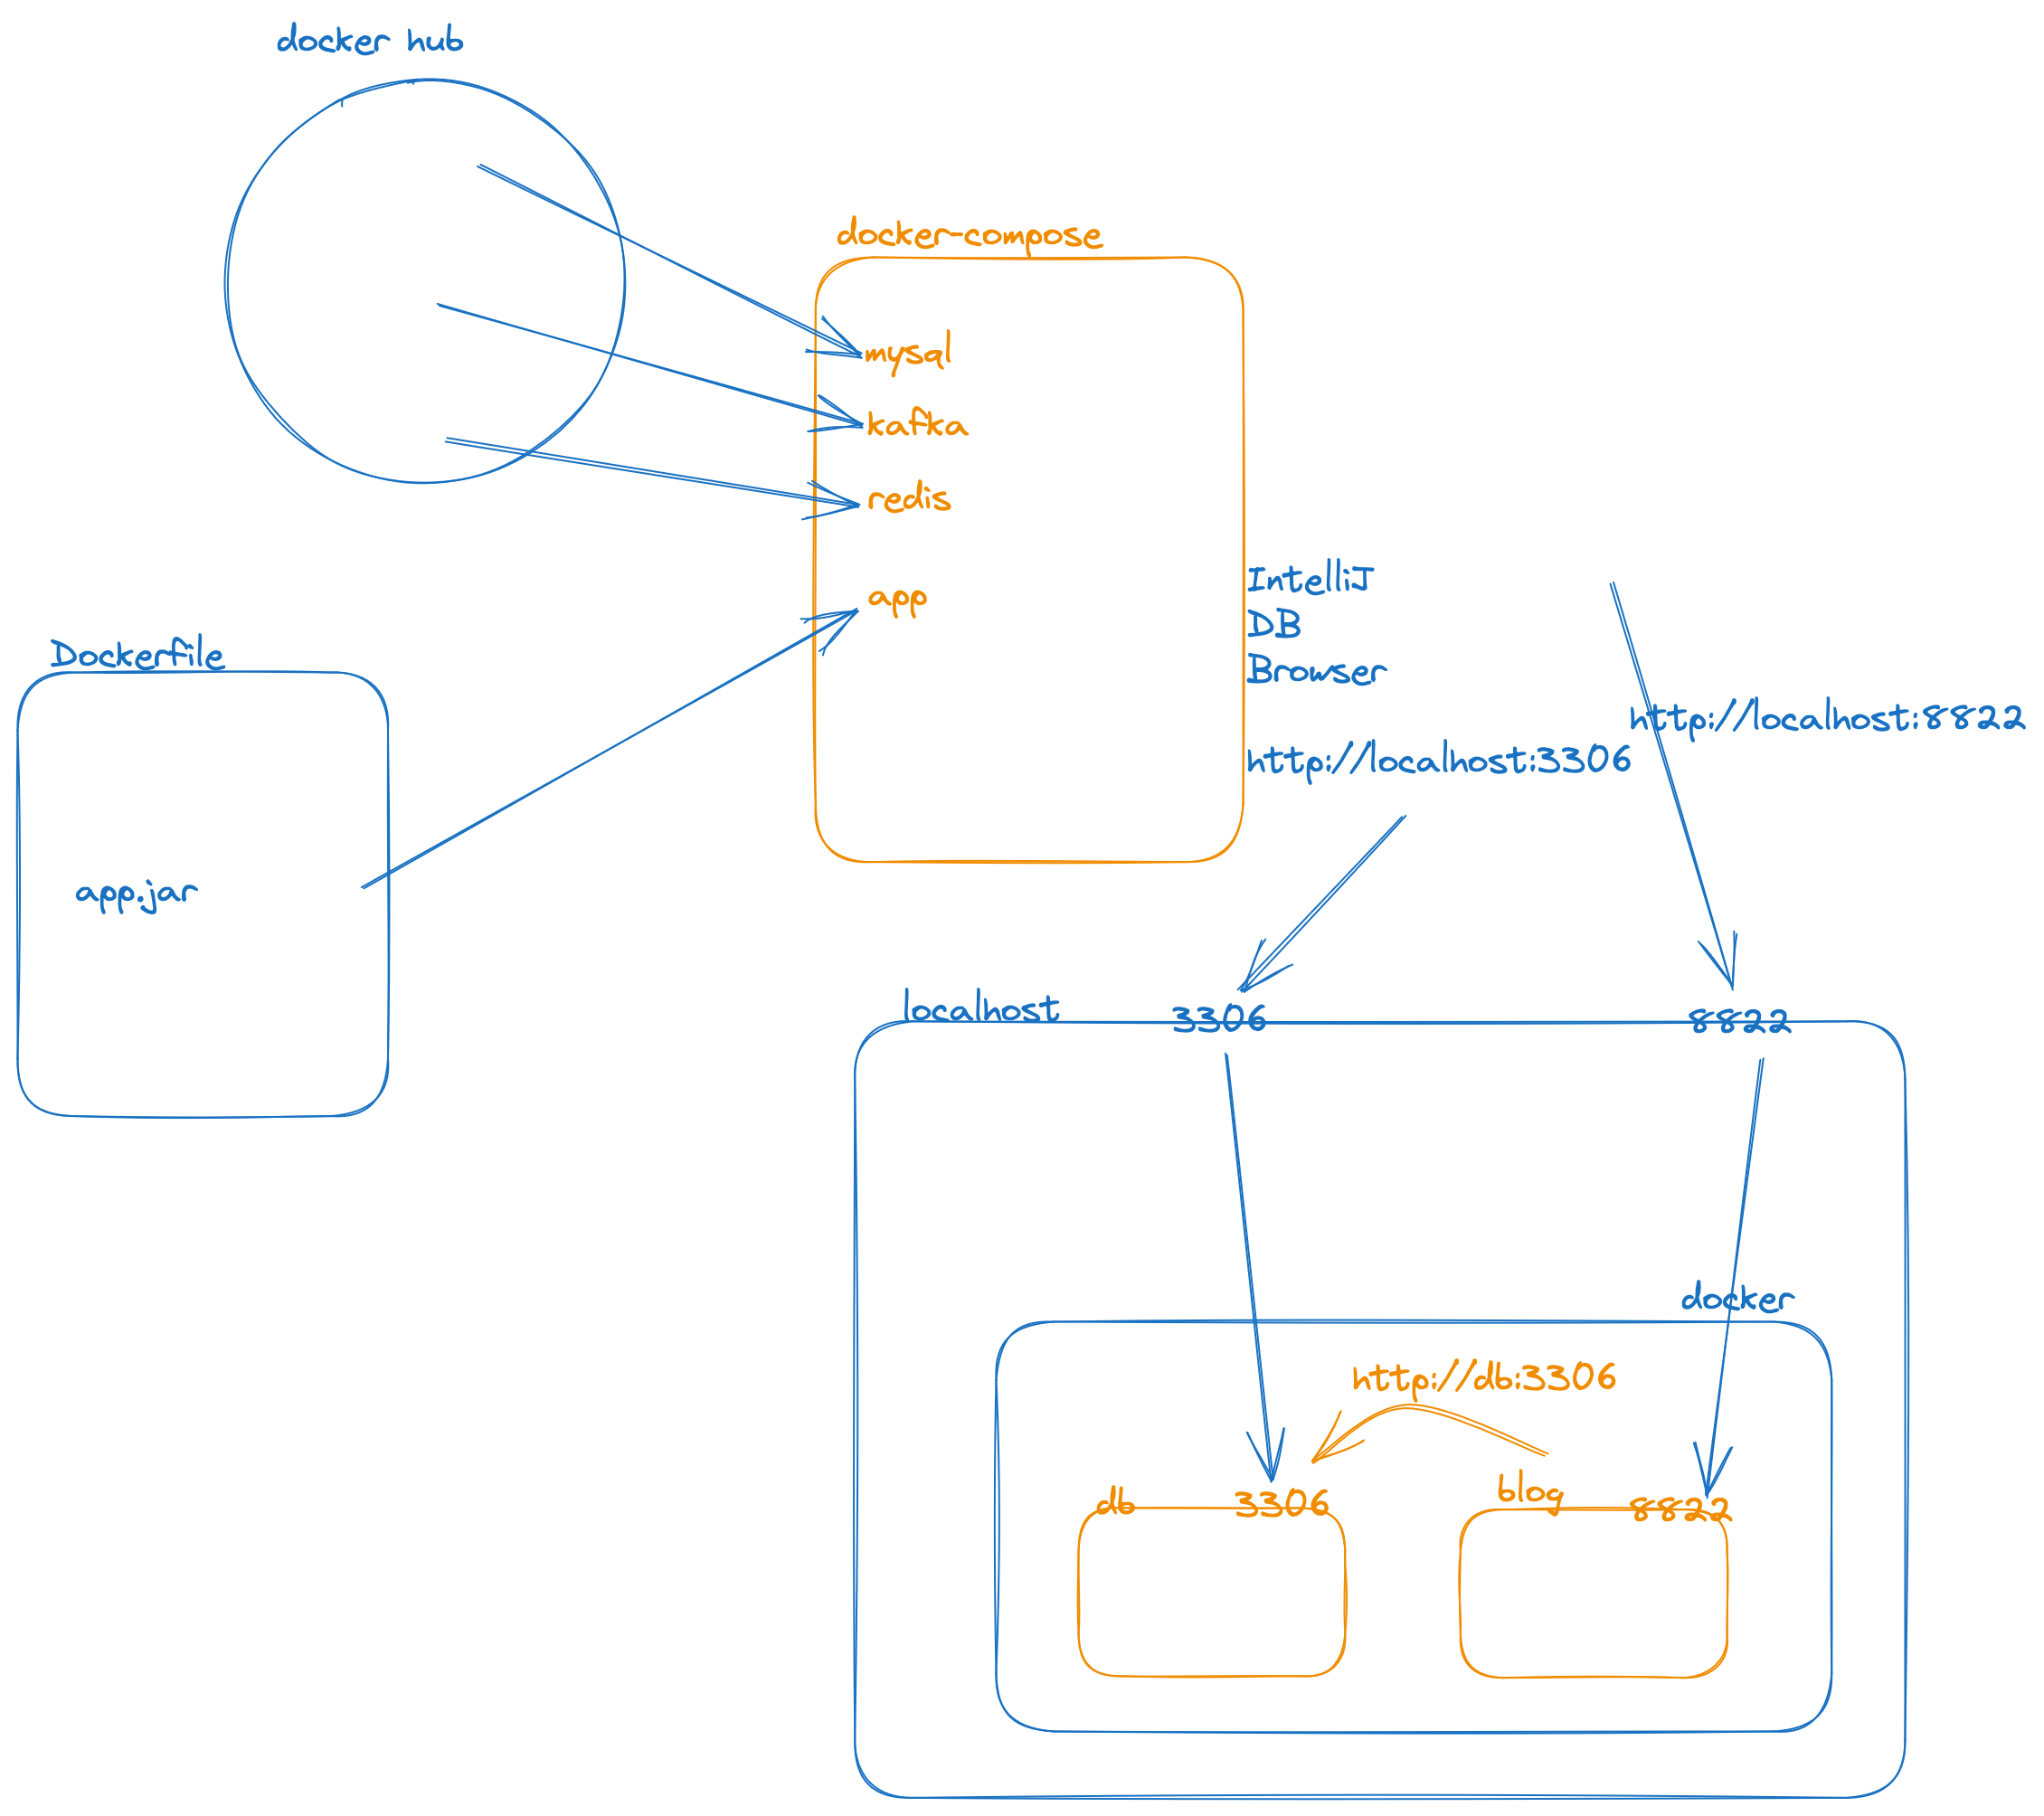 docker hub
docker-compose
mysql
kafka
redis
app
Dockerfile
app.jar
IntelliJ
DB
Browser
http://localhost:3306
http://localhost:8822
localhost
3306
8822
docker
http://db:3306
db
3306
blog
8822